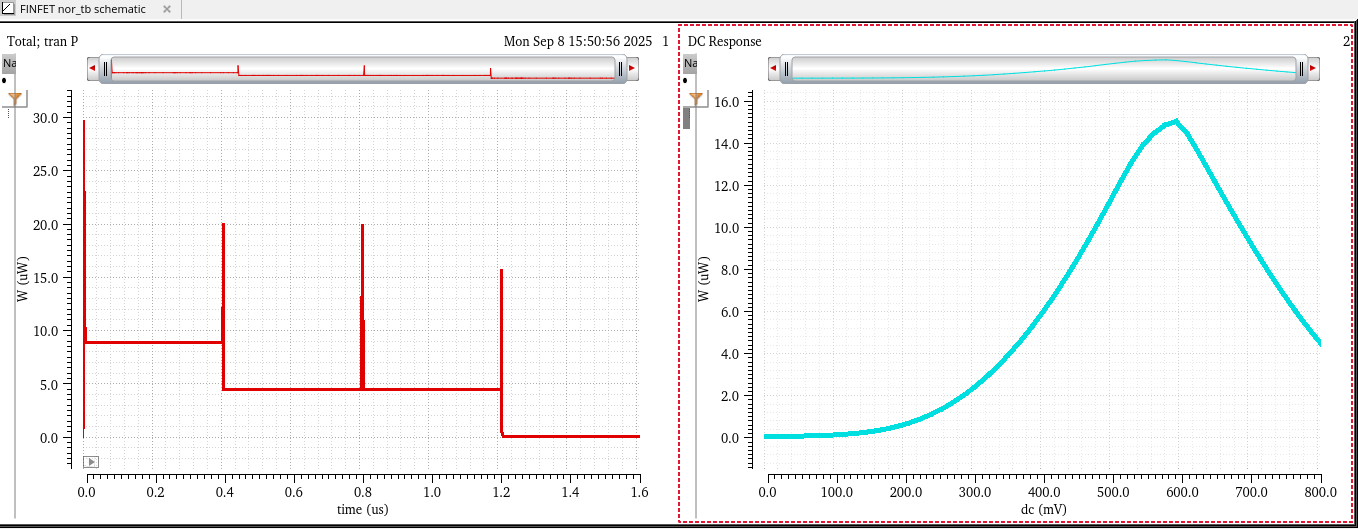 FINFET nor_tb schematic
Total; tran P
Mon Sep 8 15:50:56 2025 1
Na
W (uW)
30.0
25.0
20.0
15.0
10.0
5.0
0.0
0.0 0.2 0.4 0.6 0.8 1.0 1.2 1.4 1.6
time (us)
DC Response
2
Na
W (uW)
16.0
14.0
12.0
10.0
8.0
6.0
4.0
2.0
0.0
0.0 100.0 200.0 300.0 400.0 500.0 600.0 700.0 800.0
dc (mV)